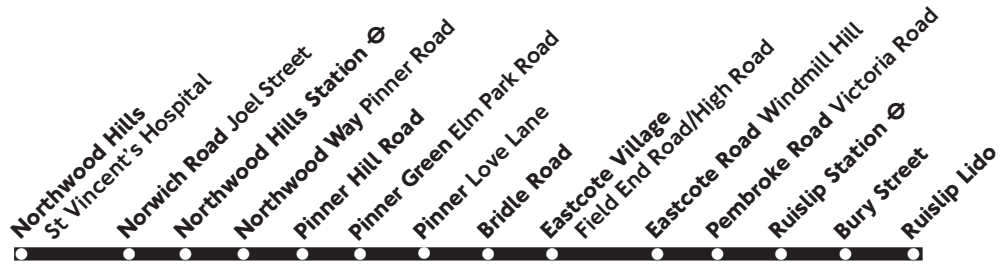 Northwood Hills
St Vincent's Hospital
Norwich Road Joel Street
Northwood Hills Station
Northwood Way Pinner Road
Pinner Hill Road
Pinner Green Elm Park Road
Pinner Love Lane
Bridle Road
Eastcote Village
Field End Road/High Road
Eastcote Road Windmill Hill
Pembroke Road Victoria Road
Ruislip Station
Bury Street
Ruislip Lido